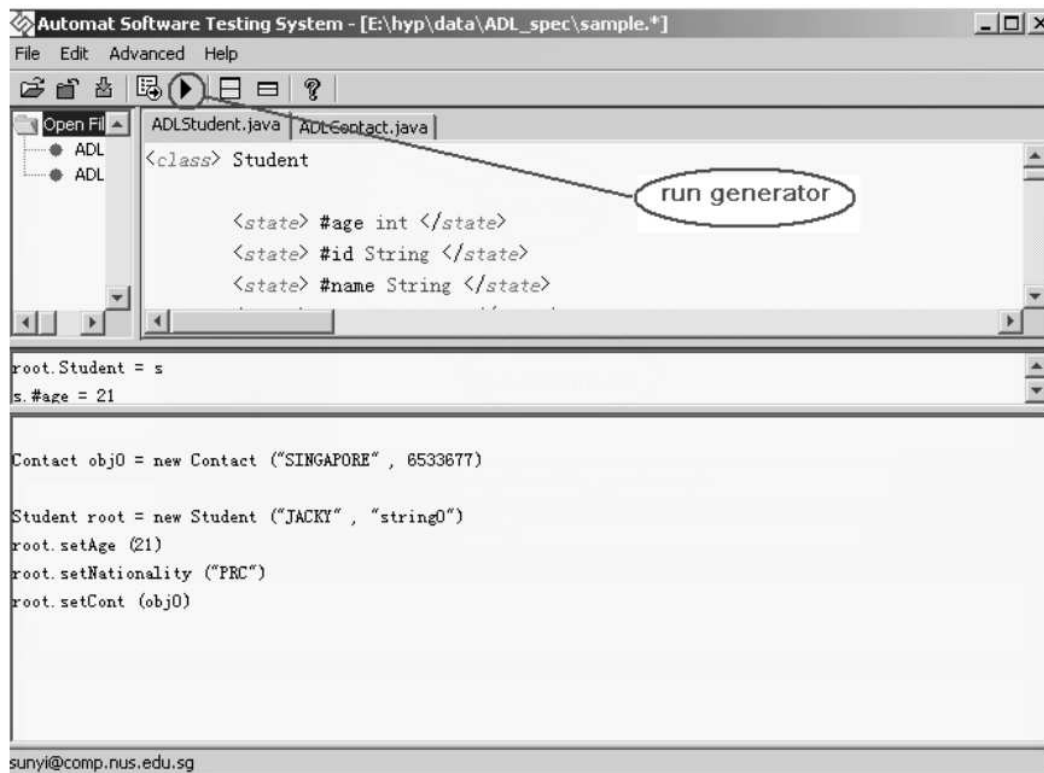 Automat Software Testing System - [E:\hyp\data\ADL_spec\sample.*]
File Edit Advanced Help
Open Fil
ADL
ADL
ADLStudent.java ADLContact.java
<class> Student
run generator
<state> #age int </state>
<state> #id String </state>
<state> #name String </state>
root.Student = s
s.#age = 21
Contact obj0 = new Contact ("SINGAPORE" , 6533677)
Student root = new Student ("JACKY" , "string0")
root.setAge (21)
root.setNationality ("PRC")
root.setCont (obj0)
sunyi@comp.nus.edu.sg